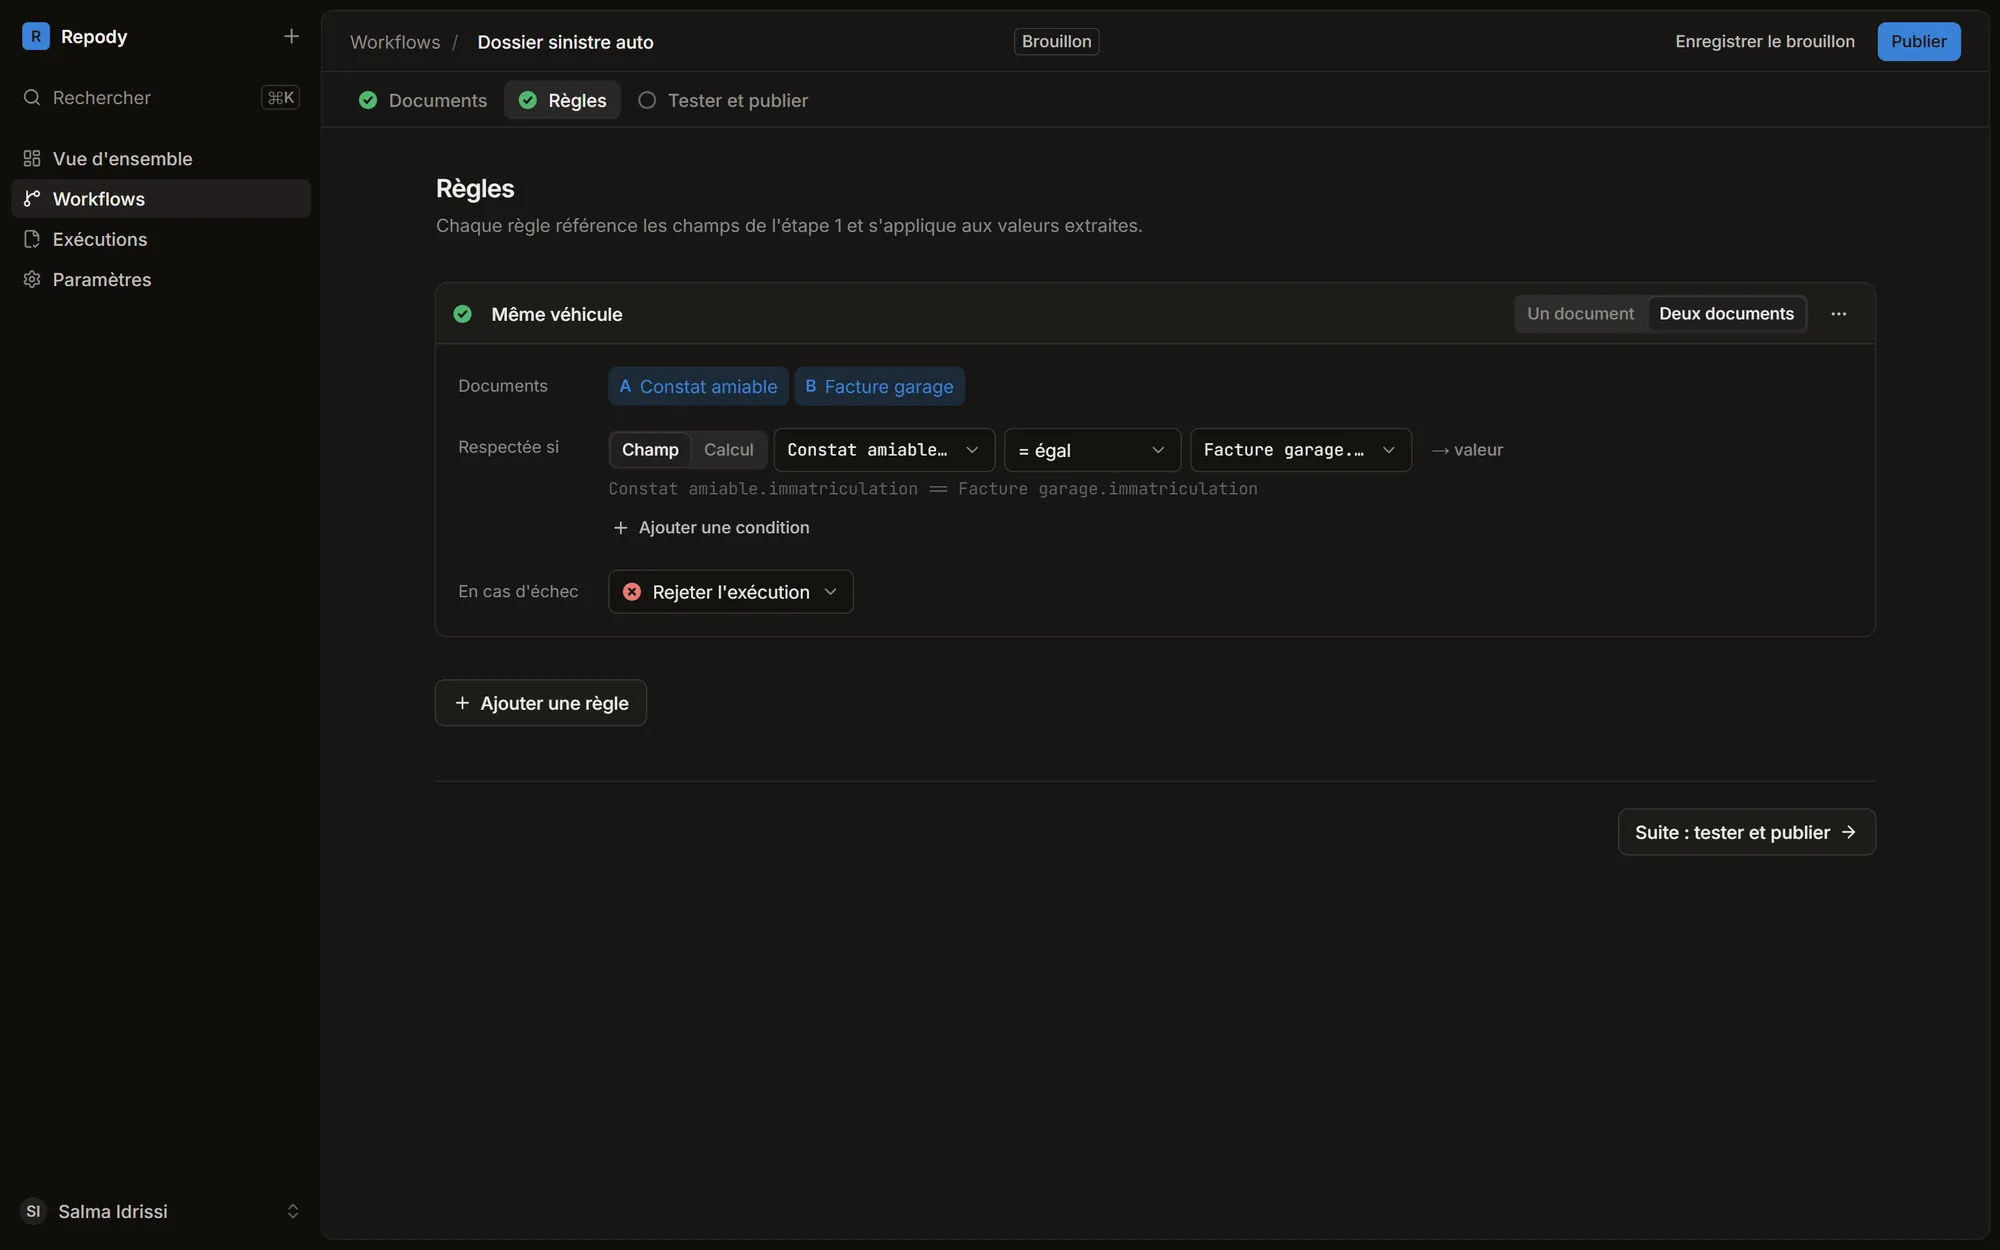 R Repody
Rechercher ⌘K
Vue d'ensemble
Workflows
Exécutions
Paramètres
SI Salma Idrissi
Workflows / Dossier sinistre auto
Brouillon
Enregistrer le brouillon
Publier
Documents
Règles
Tester et publier
Règles
Chaque règle référence les champs de l'étape 1 et s'applique aux valeurs extraites.
Même véhicule
Un document
Deux documents
Documents
A Constat amiable
B Facture garage
Respectée si
Champ
Calcul
Constat amiable…
= égal
Facture garage.…
→ valeur
Constat amiable.immatriculation == Facture garage.immatriculation
+ Ajouter une condition
En cas d'échec
Rejeter l'exécution
+ Ajouter une règle
Suite : tester et publier →